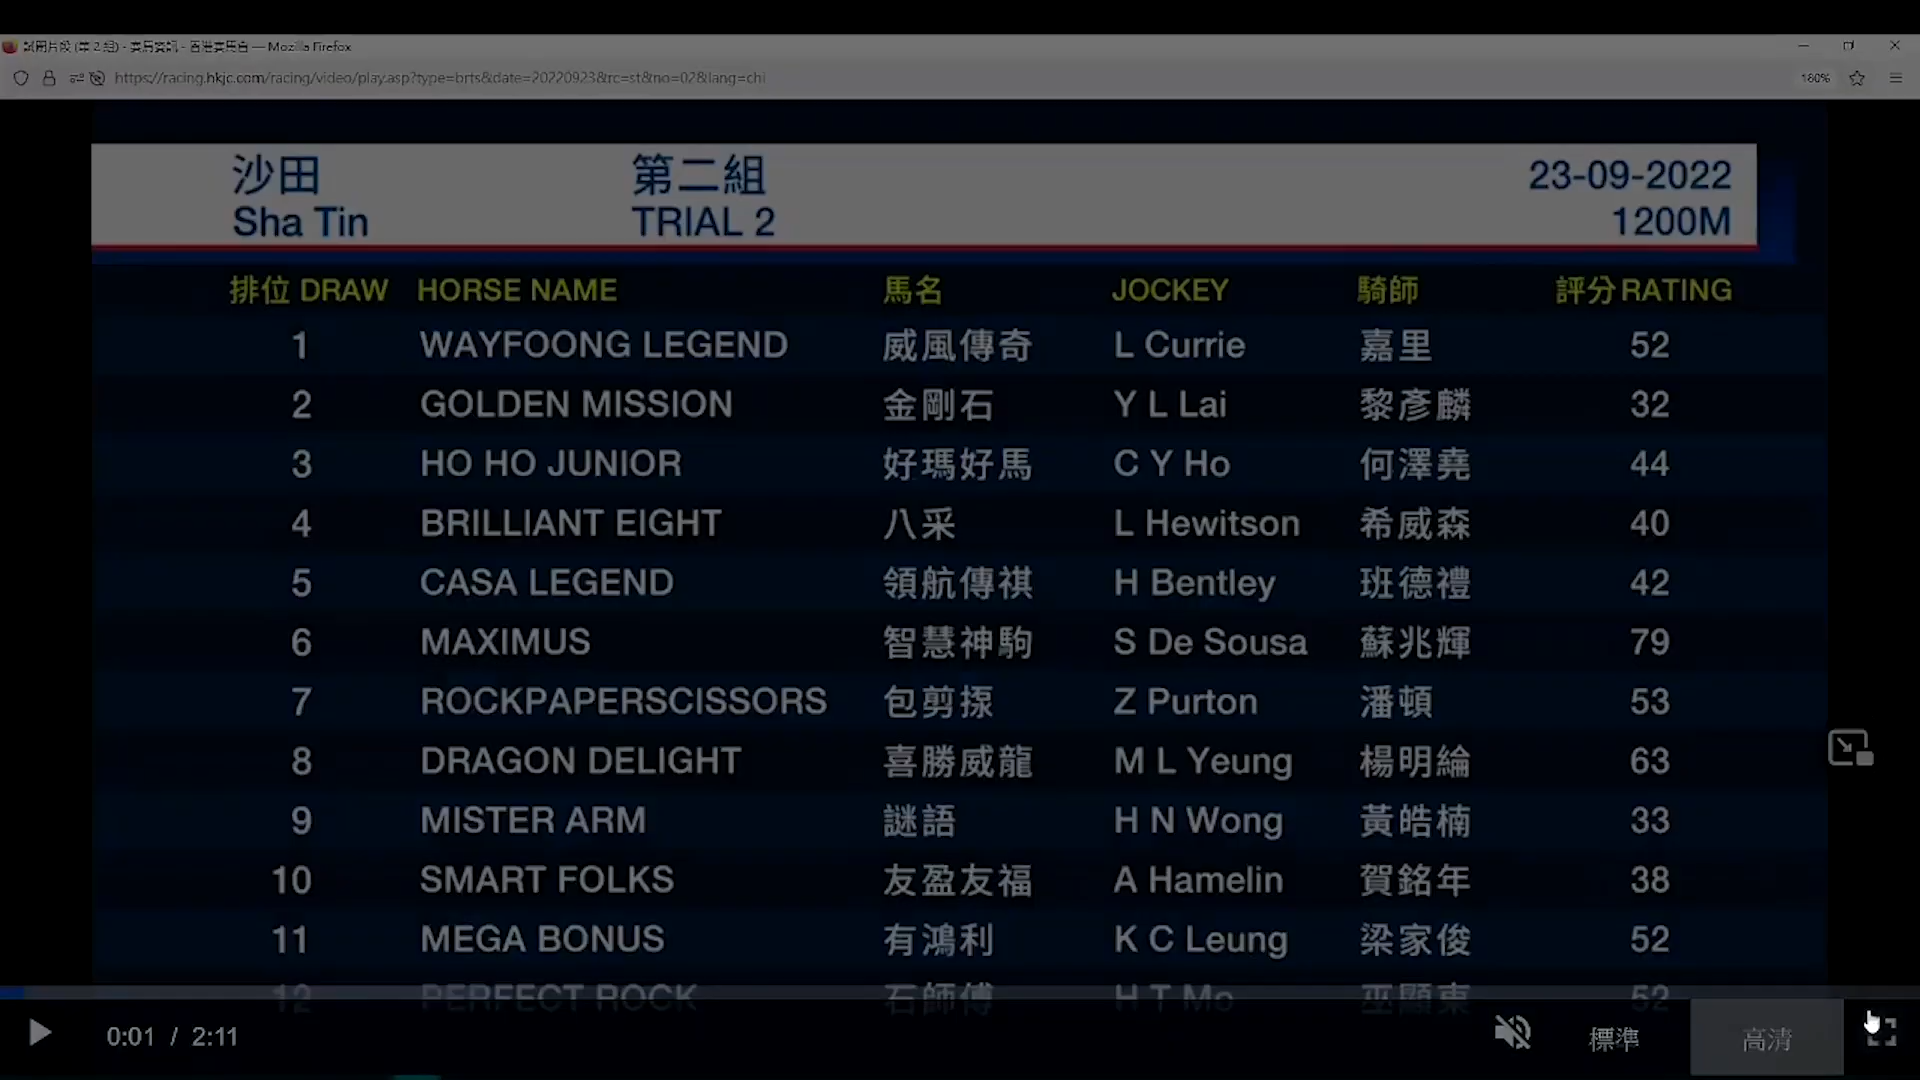 試用片段 (第 2 組) - 賽馬資訊 - 香港賽馬會 — Mozilla Firefox
https://racing.hkjc.com/racing/video/play.asp?type=brts&date=20220923&rc=st&no=02&lang=chi 180%
沙田 第二組 23-09-2022
Sha Tin TRIAL 2 1200M
排位 DRAW HORSE NAME 馬名 JOCKEY 騎師 評分 RATING
1 WAYFOONG LEGEND 威風傳奇 L Currie 嘉里 52
2 GOLDEN MISSION 金剛石 Y L Lai 黎彥麟 32
3 HO HO JUNIOR 好瑪好馬 C Y Ho 何澤堯 44
4 BRILLIANT EIGHT 八采 L Hewitson 希威森 40
5 CASA LEGEND 領航傳祺 H Bentley 班德禮 42
6 MAXIMUS 智慧神駒 S De Sousa 蘇兆輝 79
7 ROCKPAPERSCISSORS 包剪揼 Z Purton 潘頓 53
8 DRAGON DELIGHT 喜勝威龍 M L Yeung 楊明綸 63
9 MISTER ARM 謎語 H N Wong 黃皓楠 33
10 SMART FOLKS 友盈友福 A Hamelin 賀銘年 38
11 MEGA BONUS 有鴻利 K C Leung 梁家俊 52
12 PERFECT ROCK 石師傅 H T Mo 巫顯東 52
0:01 / 2:11 標準 高清